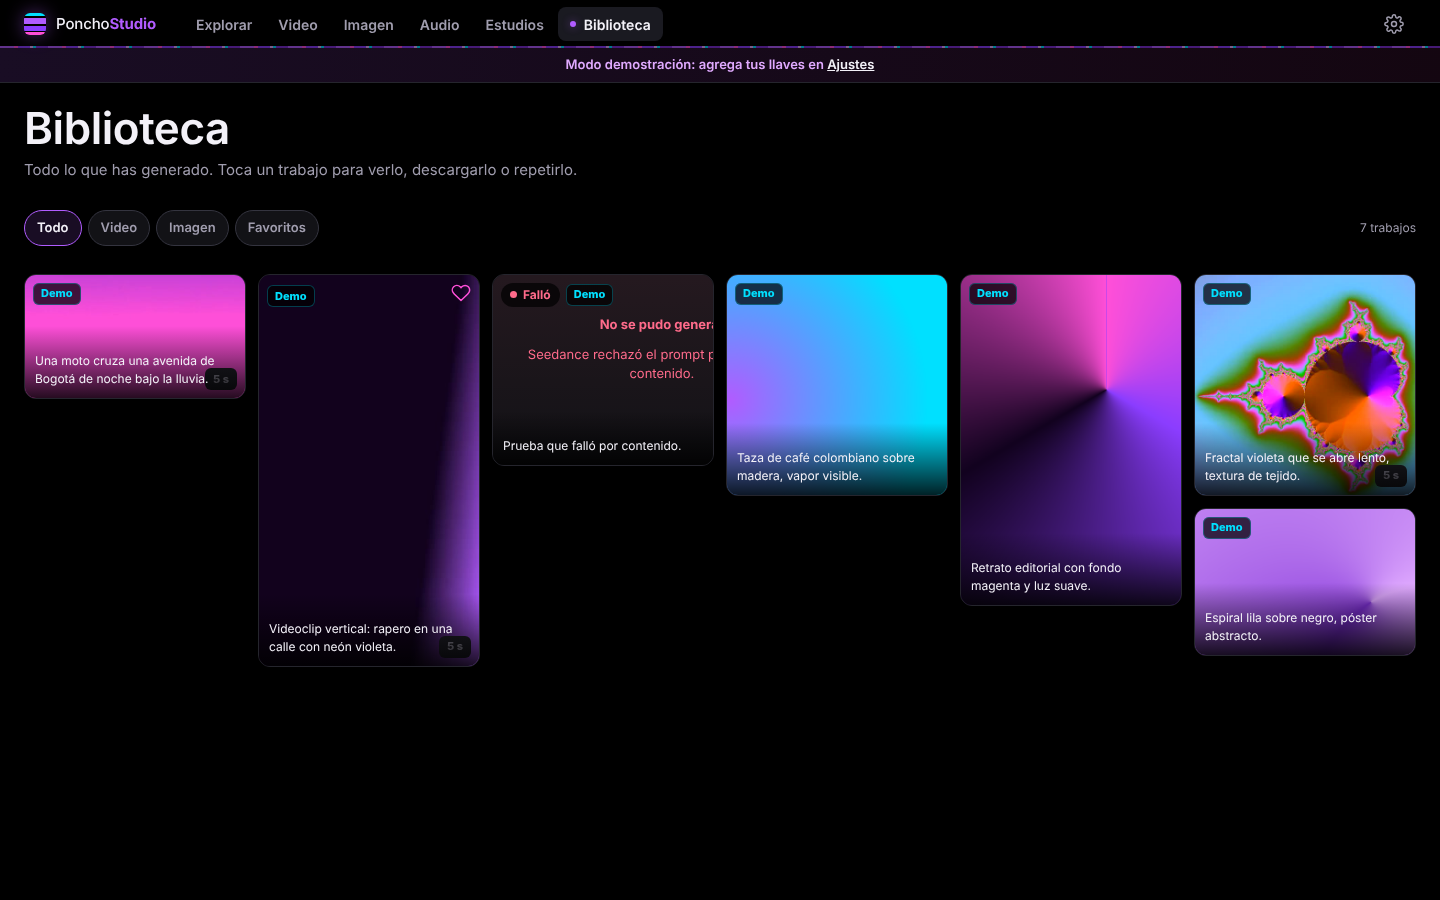 PonchoStudio
Explorar
Video
Imagen
Audio
Estudios
Biblioteca
Modo demostración: agrega tus llaves en Ajustes
Biblioteca
Todo lo que has generado. Toca un trabajo para verlo, descargarlo o repetirlo.
Todo
Video
Imagen
Favoritos
7 trabajos
Demo
Una moto cruza una avenida de
Bogotá de noche bajo la lluvia.
5 s
Demo
Videoclip vertical: rapero en una
calle con neón violeta.
5 s
Falló
Demo
No se pudo gener
Seedance rechazó el prompt p
contenido.
Prueba que falló por contenido.
Demo
Taza de café colombiano sobre
madera, vapor visible.
Demo
Retrato editorial con fondo
magenta y luz suave.
Demo
Fractal violeta que se abre lento,
textura de tejido.
5 s
Demo
Espiral lila sobre negro, póster
abstracto.